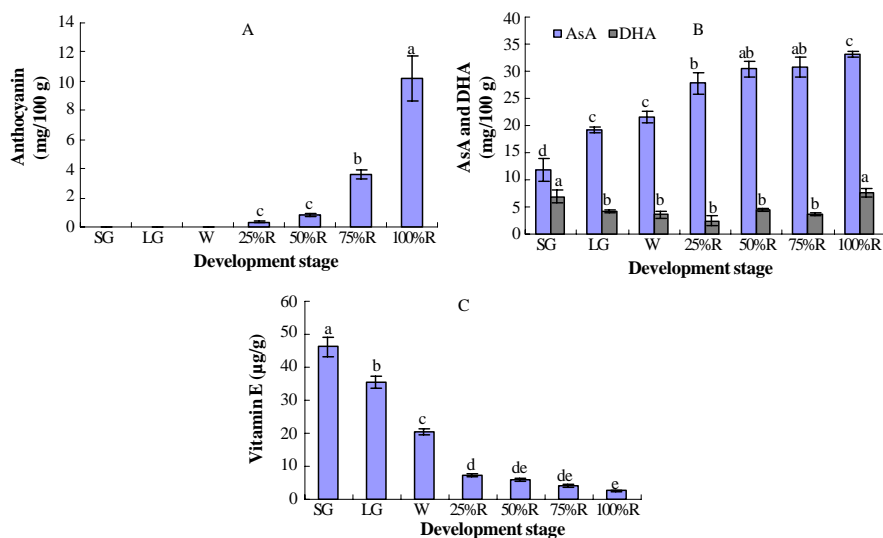 A
Anthocyanin
(mg/100 g)
14
12
10
8
6
4
2
0
a
b
c
c
SG LG W 25%R 50%R 75%R 100%R
Development stage
B
AsA DHA
AsA and DHA
(mg/100 g)
40
35
30
25
20
15
10
5
0
d a c b c b b b ab b ab b c a
SG LG W 25%R 50%R 75%R 100%R
Development stage
C
Vitamin E (µg/g)
60
50
40
30
20
10
0
a
b
c
d de de e
SG LG W 25%R 50%R 75%R 100%R
Development stage